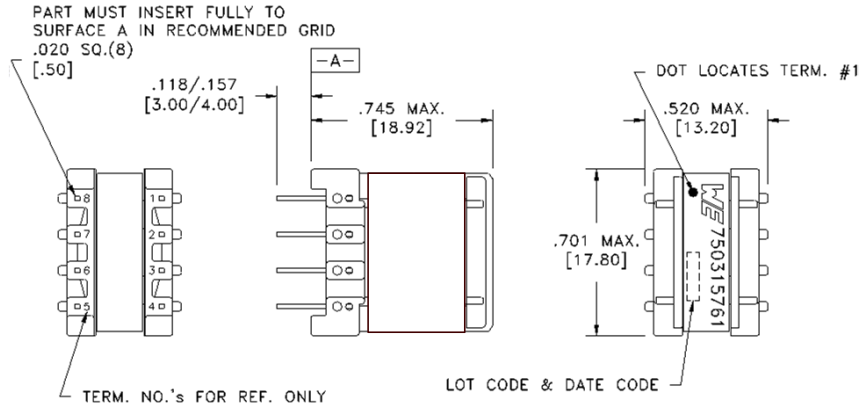 PART MUST INSERT FULLY TO
SURFACE A IN RECOMMENDED GRID
.020 SQ.(8)
[.50]
-A-
.118/.157
[3.00/4.00]
.745 MAX.
[18.92]
DOT LOCATES TERM. #1
.520 MAX.
[13.20]
8
1
7
2
6
3
5
4
.701 MAX.
[17.80]
WE 750315761
TERM. NO.'s FOR REF. ONLY
LOT CODE & DATE CODE